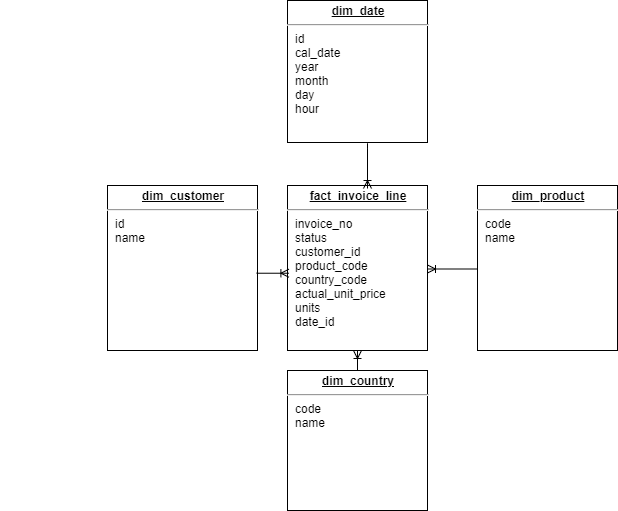 dim_date
id
cal_date
year
month
day
hour
dim_customer
id
name
fact_invoice_line
invoice_no
status
customer_id
product_code
country_code
actual_unit_price
units
date_id
dim_product
code
name
dim_country
code
name